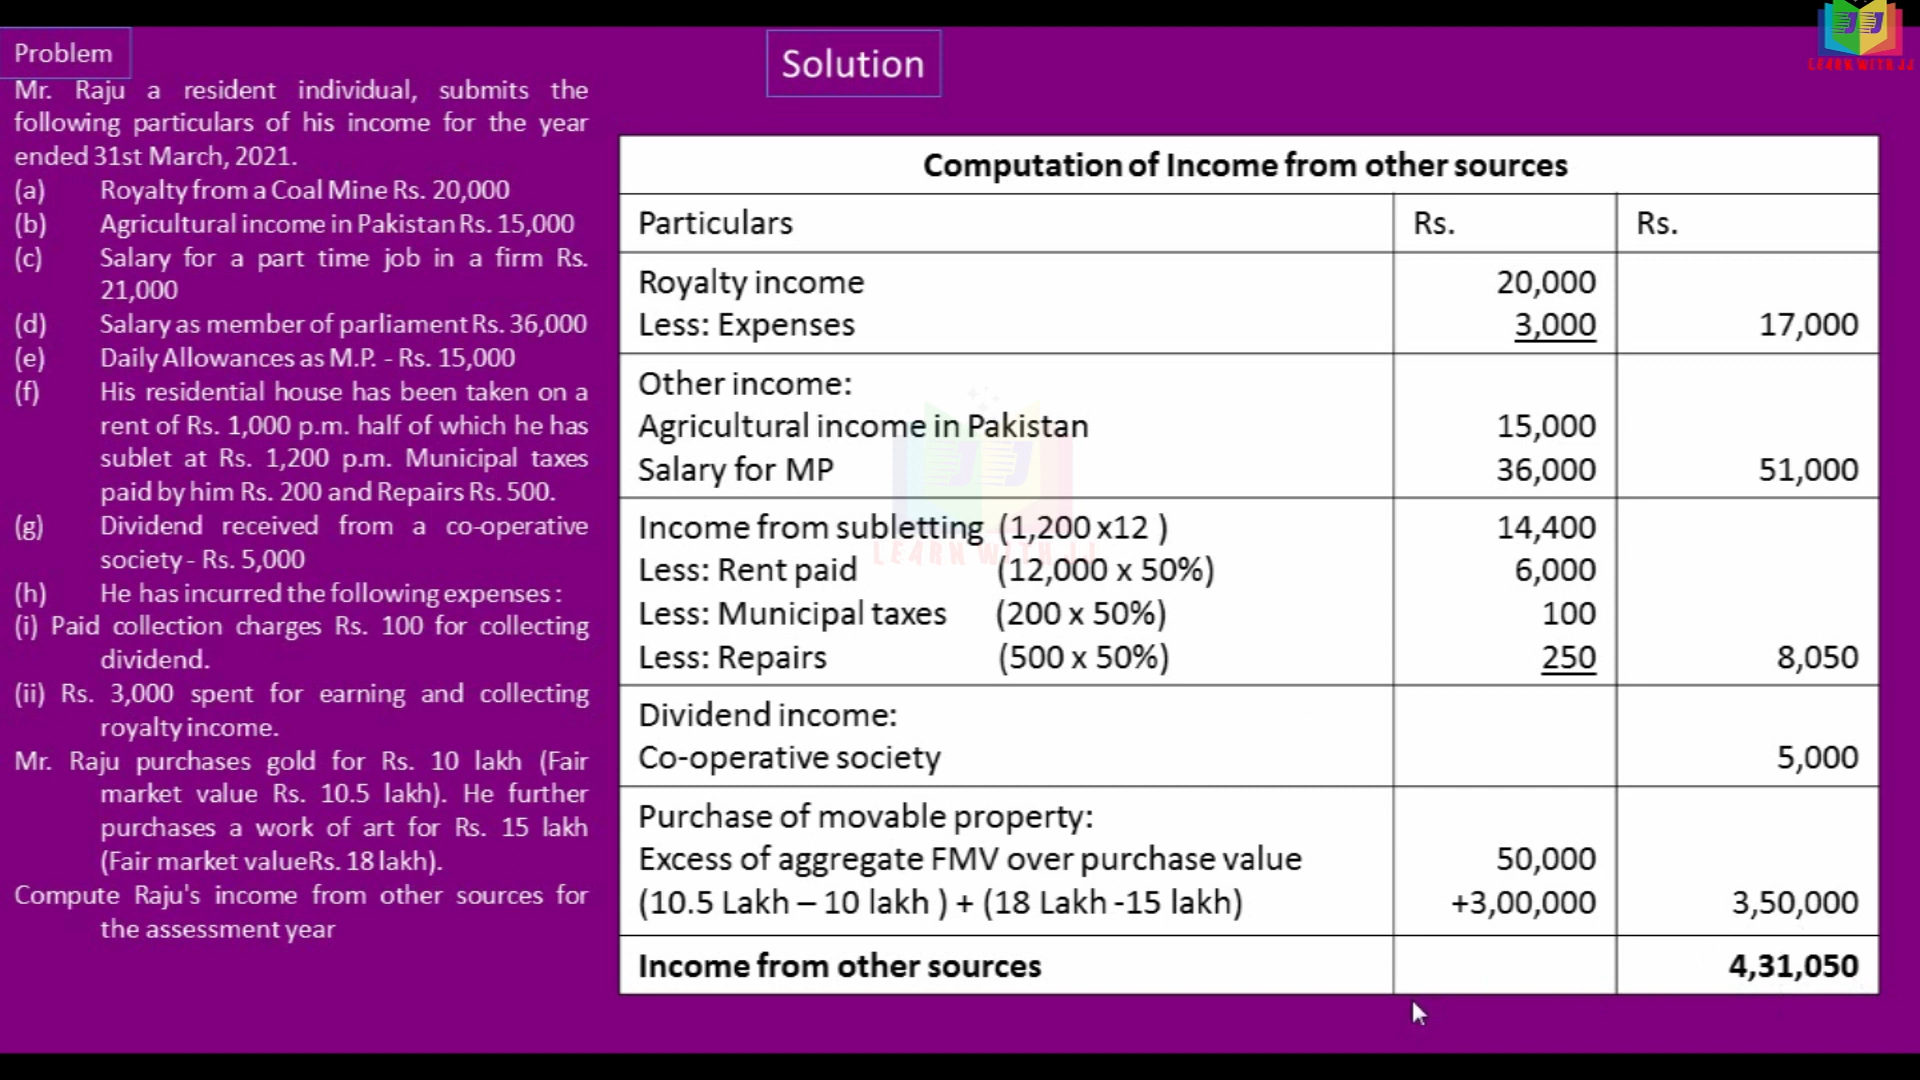 Problem
Mr. Raju a resident individual, submits the
following particulars of his income for the year
ended 31st March, 2021.
(a) Royalty from a Coal Mine Rs. 20,000
(b) Agricultural income in Pakistan Rs. 15,000
(c) Salary for a part time job in a firm Rs.
21,000
(d) Salary as member of parliament Rs. 36,000
(e) Daily Allowances as M.P. - Rs. 15,000
(f) His residential house has been taken on a
rent of Rs. 1,000 p.m. half of which he has
sublet at Rs. 1,200 p.m. Municipal taxes
paid by him Rs. 200 and Repairs Rs. 500.
(g) Dividend received from a co-operative
society - Rs. 5,000
(h) He has incurred the following expenses :
(i) Paid collection charges Rs. 100 for collecting
dividend.
(ii) Rs. 3,000 spent for earning and collecting
royalty income.
Mr. Raju purchases gold for Rs. 10 lakh (Fair
market value Rs. 10.5 lakh). He further
purchases a work of art for Rs. 15 lakh
(Fair market valueRs. 18 lakh).
Compute Raju's income from other sources for
the assessment year
Solution
JJ
LEARN WITH JJ
Computation of Income from other sources
Particulars Rs. Rs.
Royalty income 20,000
Less: Expenses 3,000 17,000
Other income:
Agricultural income in Pakistan 15,000
Salary for MP 36,000 51,000
Income from subletting (1,200 x12 ) 14,400
Less: Rent paid (12,000 x 50%) 6,000
Less: Municipal taxes (200 x 50%) 100
Less: Repairs (500 x 50%) 250 8,050
JJ
LEARN WITH JJ
Dividend income:
Co-operative society 5,000
Purchase of movable property:
Excess of aggregate FMV over purchase value 50,000
(10.5 Lakh – 10 lakh ) + (18 Lakh -15 lakh) +3,00,000 3,50,000
Income from other sources 4,31,050